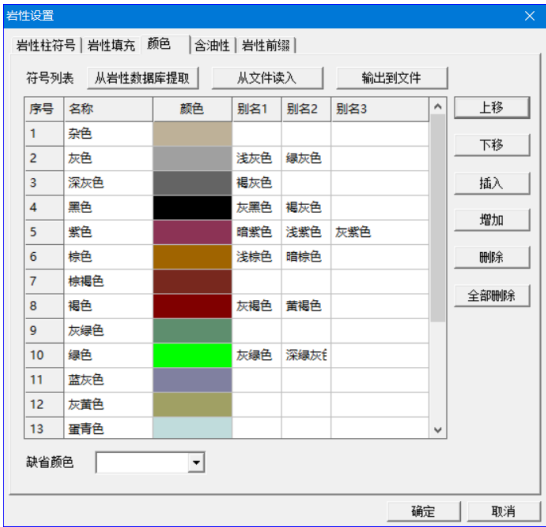 岩性设置
岩性柱符号 岩性填充 颜色 含油性 岩性前缀
符号列表 从岩性数据库提取 从文件读入 输出到文件
序号 名称 颜色 别名1 别名2 别名3
1 杂色
2 灰色 浅灰色 绿灰色
3 深灰色 褐灰色
4 黑色 灰黑色 褐灰色
5 紫色 暗紫色 浅紫色 灰紫色
6 棕色 浅棕色 暗棕色
7 棕褐色
8 褐色 灰褐色 黄褐色
9 灰绿色
10 绿色 灰绿色 深绿灰
11 蓝灰色
12 灰黄色
13 蛋青色
上移
下移
插入
增加
删除
全部删除
缺省颜色
确定 取消